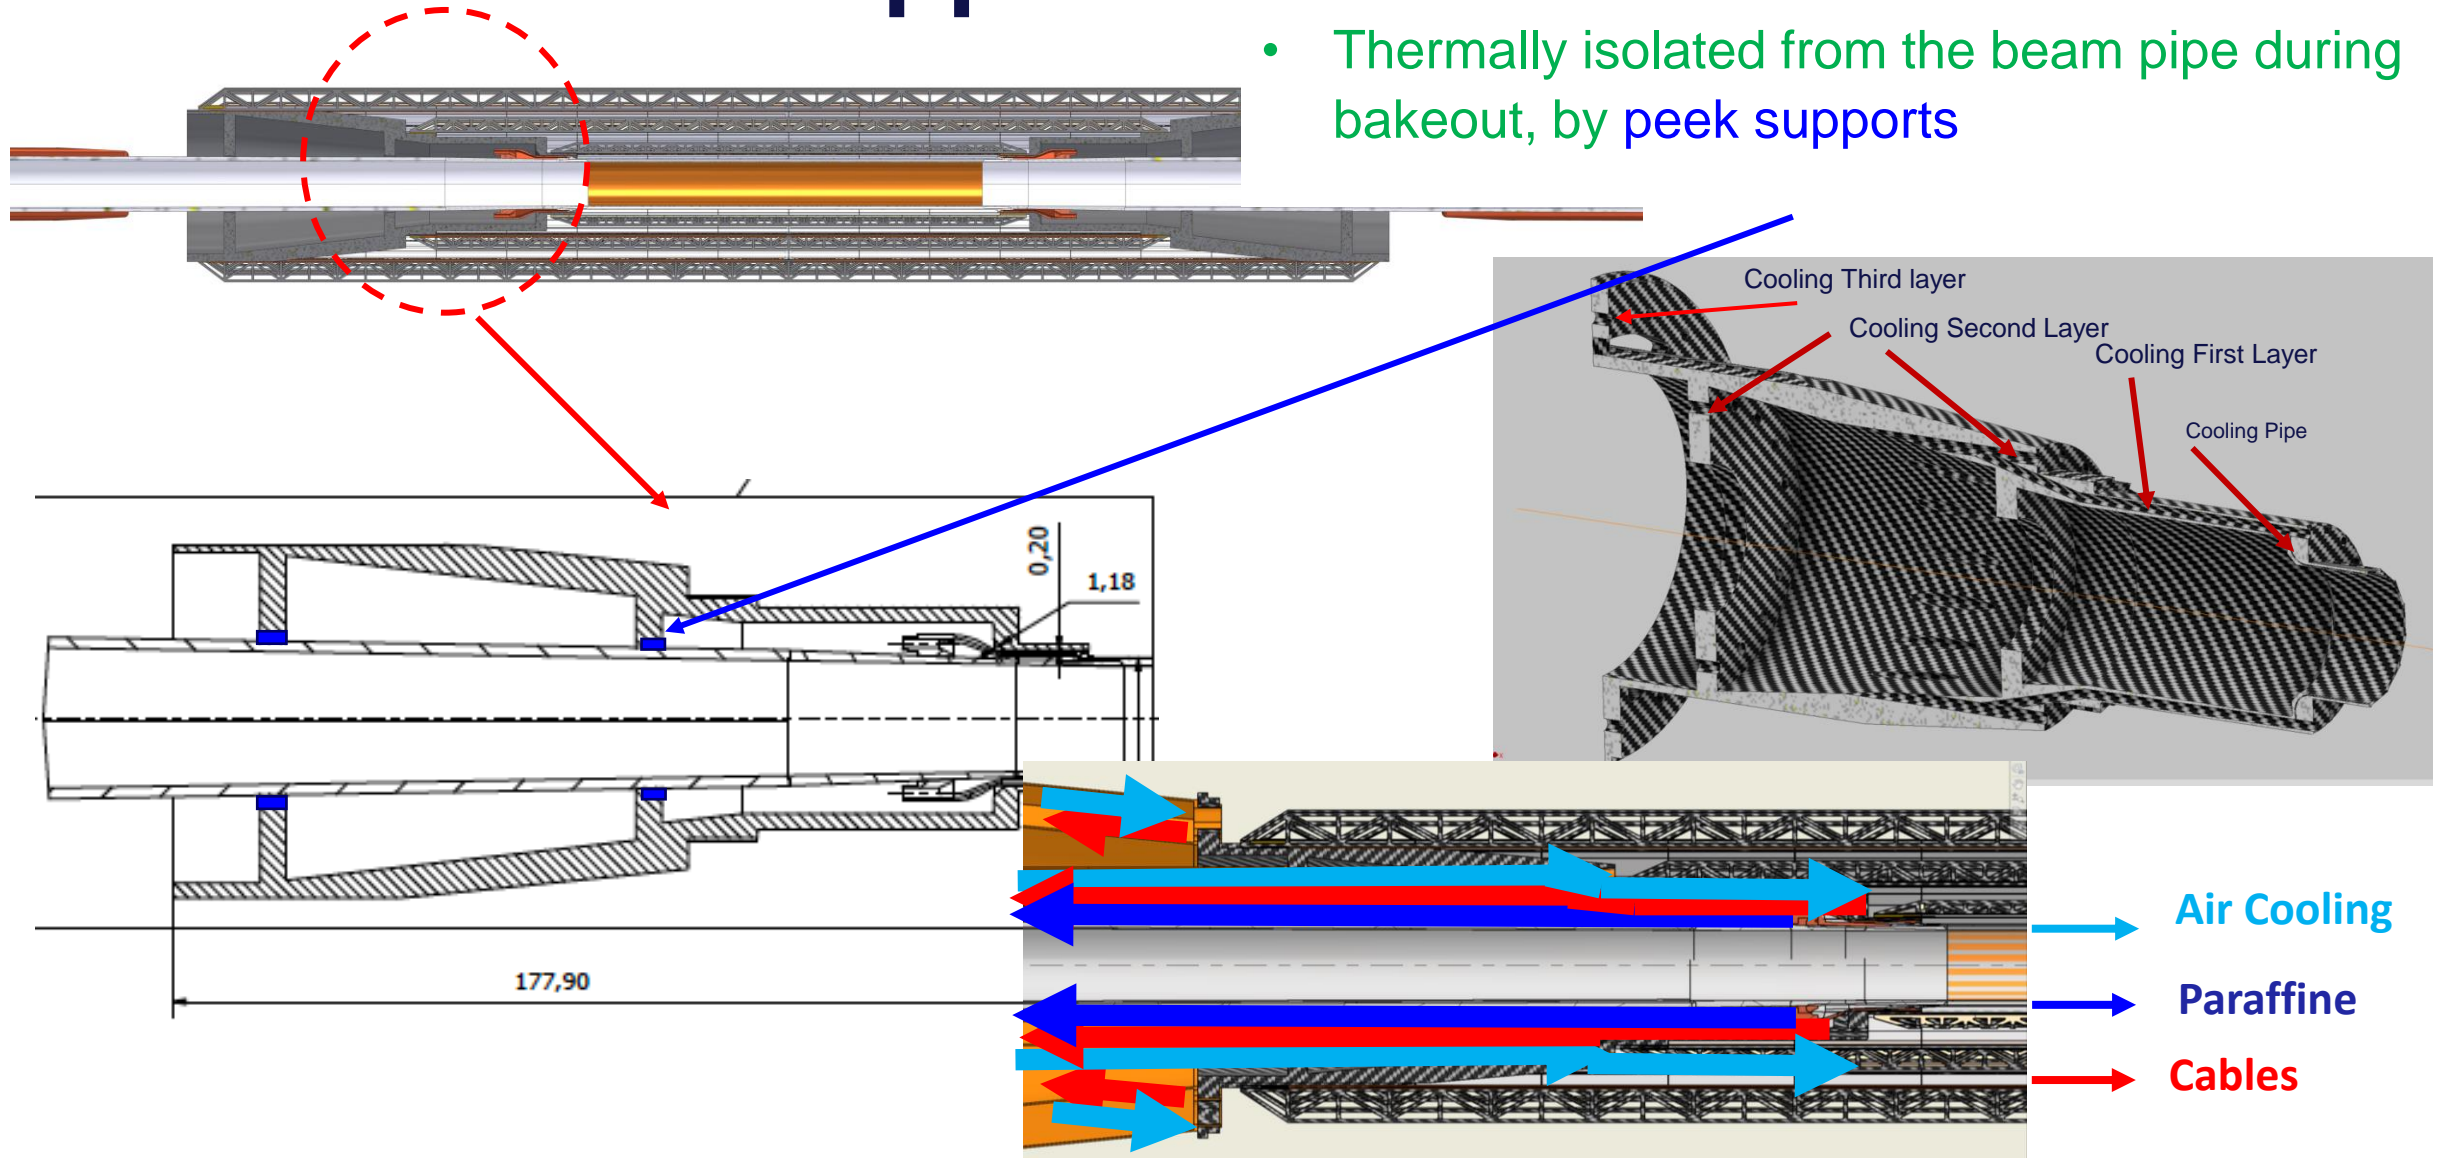 • Thermally isolated from the beam pipe during
bakeout, by peek supports
Cooling Third layer
Cooling Second Layer
Cooling First Layer
Cooling Pipe
0,20
1,18
177,90
Air Cooling
Paraffine
Cables